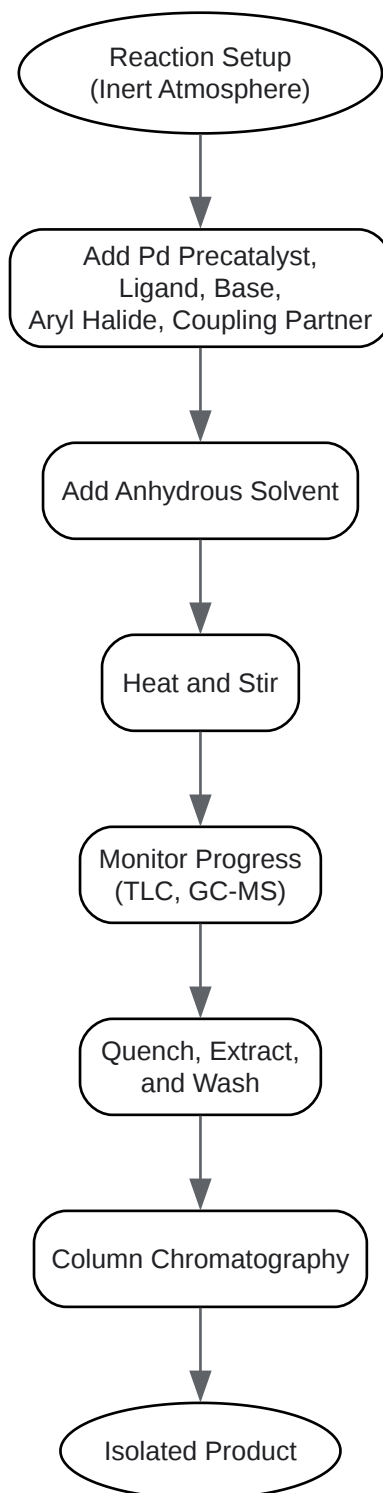 Reaction Setup
(Inert Atmosphere)
Add Pd Precatalyst,
Ligand, Base,
Aryl Halide, Coupling Partner
Add Anhydrous Solvent
Heat and Stir
Monitor Progress
(TLC, GC-MS)
Quench, Extract,
and Wash
Column Chromatography
Isolated Product